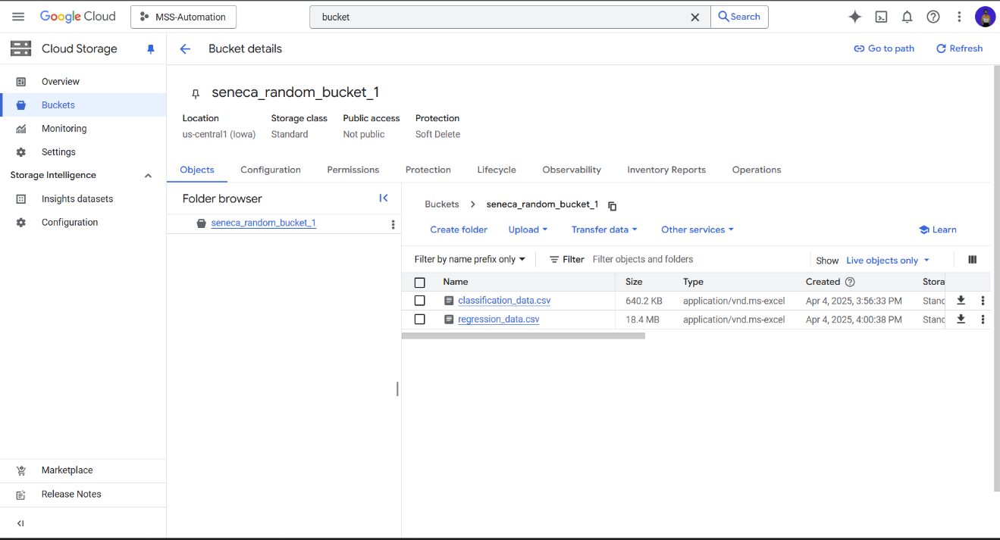 Google Cloud
MSS-Automation
bucket
Search
Cloud Storage
Bucket details
Go to path
Refresh
Overview
Buckets
Monitoring
Settings
Storage Intelligence
Insights datasets
Configuration
Marketplace
Release Notes
seneca_random_bucket_1
Location Storage class Public access Protection
us-central1 (Iowa) Standard Not public Soft Delete
Objects Configuration Permissions Protection Lifecycle Observability Inventory Reports Operations
Folder browser
seneca_random_bucket_1
Buckets seneca_random_bucket_1
Create folder Upload Transfer data Other services Learn
Filter by name prefix only Filter Filter objects and folders Show Live objects only
Name Size Type Created Stora
classification_data.csv 640.2 KB application/vnd.ms-excel Apr 4, 2025, 3:56:33 PM Stand
regression_data.csv 18.4 MB application/vnd.ms-excel Apr 4, 2025, 4:00:38 PM Stand